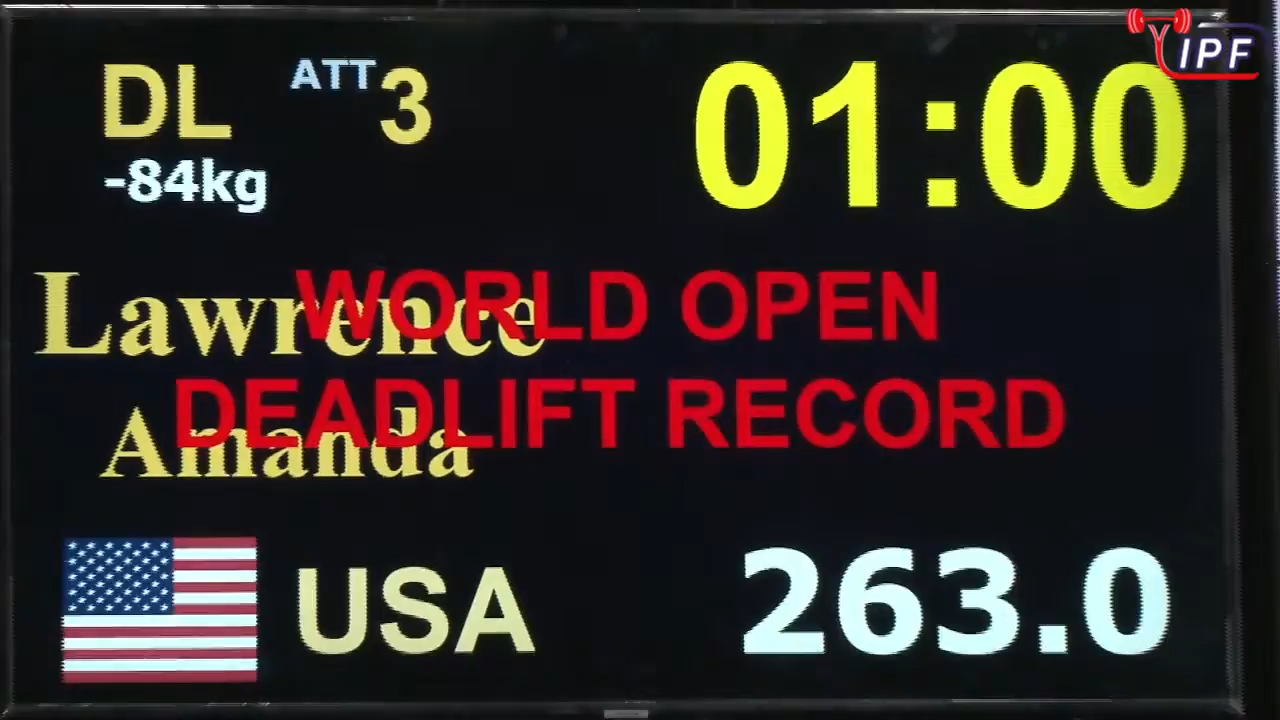 DL ATT 3 01:00
-84kg
Lawrence
WORLD OPEN
DEADLIFT RECORD
Amanda
USA 263.0
IPF